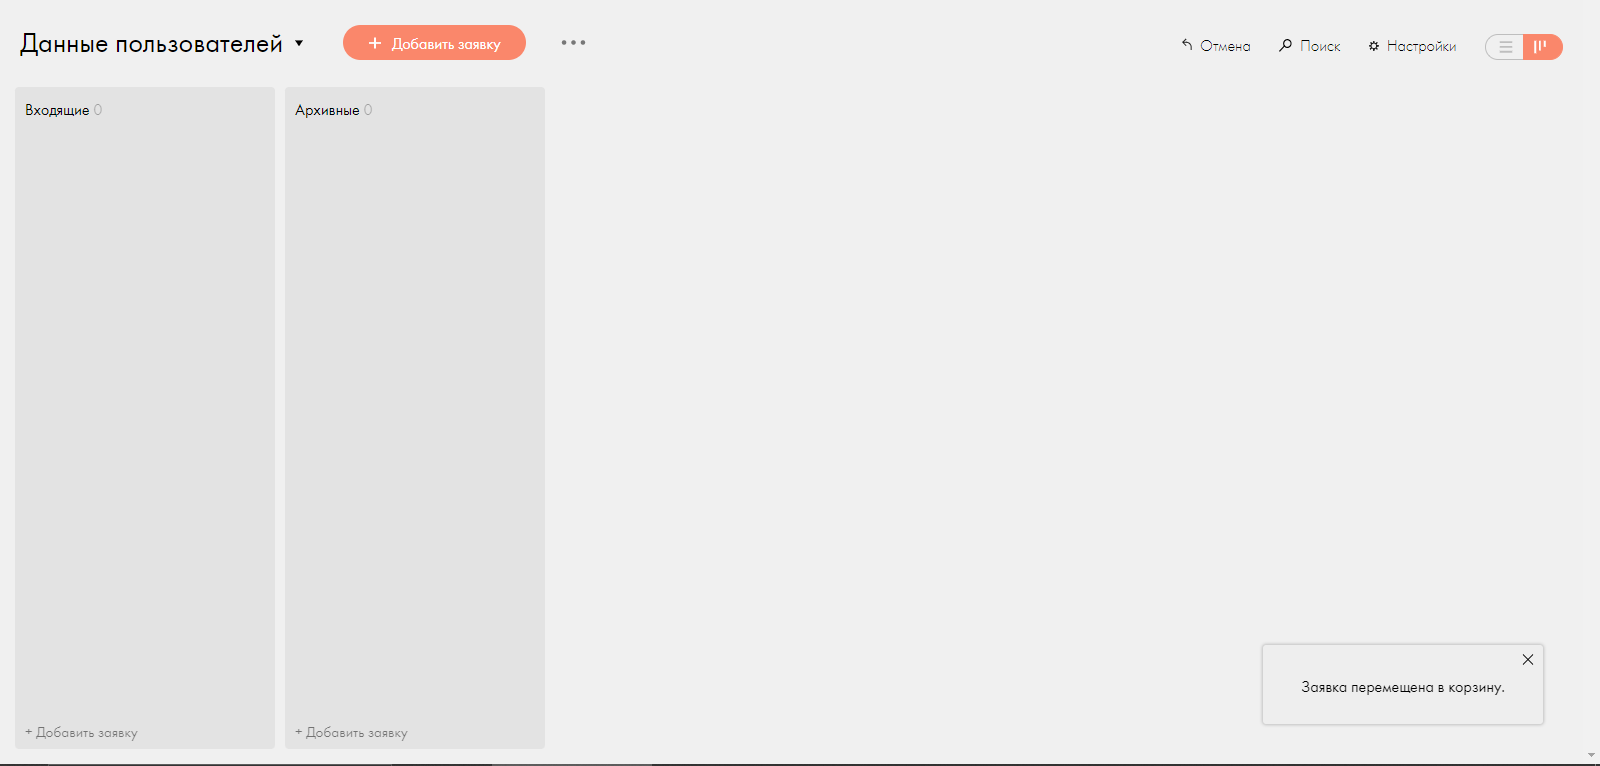 Данные пользователей
+ Добавить заявку
Отмена
Поиск
Настройки
Входящие 0
Архивные 0
Заявка перемещена в корзину.
+ Добавить заявку
+ Добавить заявку